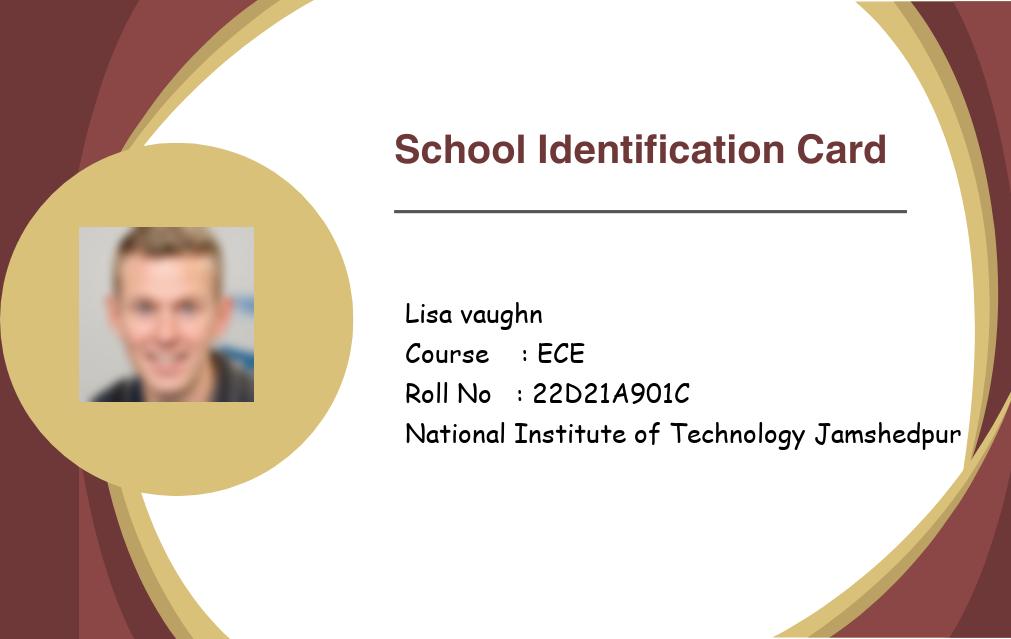 School Identification Card
Lisa vaughn
Course : ECE
Roll No : 22D21A901C
National Institute of Technology Jamshedpur